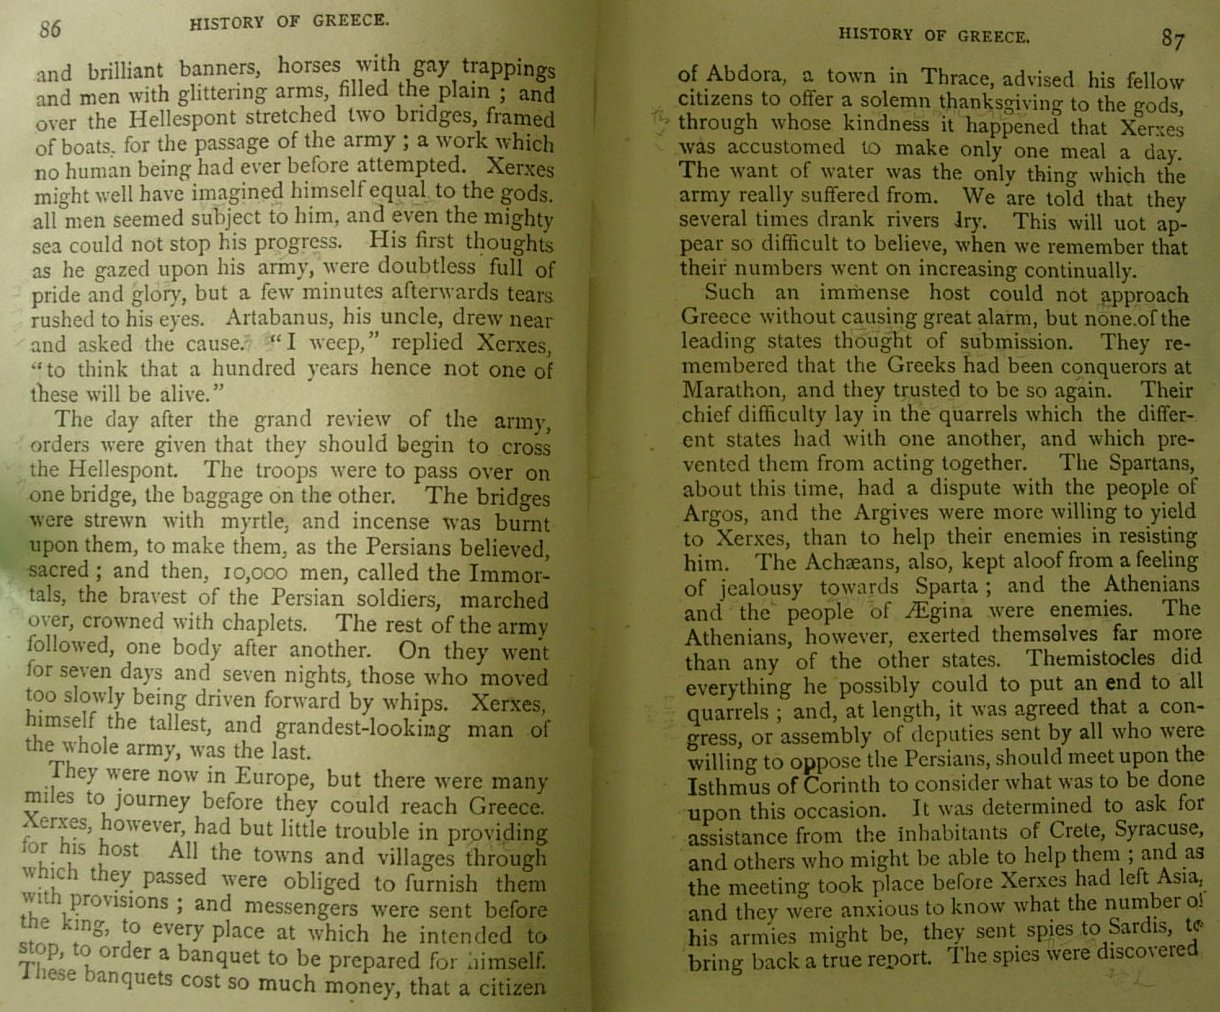 86
HISTORY OF GREECE.
and brilliant banners, horses with gay trappings
and men with glittering arms, filled the plain ; and
over the Hellespont stretched two bridges, framed
of boats. for the passage of the army ; a work which
no human being had ever before attempted. Xerxes
might well have imagined himself equal to the gods.
all men seemed subject to him, and even the mighty
sea could not stop his progress. His first thoughts
as he gazed upon his army, were doubtless full of
pride and glory, but a few minutes afterwards tears
rushed to his eyes. Artabanus, his uncle, drew near
and asked the cause. “I weep,” replied Xerxes,
“to think that a hundred years hence not one of
these will be alive.”
The day after the grand review of the army,
orders were given that they should begin to cross
the Hellespont. The troops were to pass over on
one bridge, the baggage on the other. The bridges
were strewn with myrtle, and incense was burnt
upon them, to make them, as the Persians believed,
sacred ; and then, 10,000 men, called the Immor-
tals, the bravest of the Persian soldiers, marched
over, crowned with chaplets. The rest of the army
followed, one body after another. On they went
for seven days and seven nights, those who moved
too slowly being driven forward by whips. Xerxes,
himself the tallest, and grandest-looking man of
the whole army, was the last.
They were now in Europe, but there were many
miles to journey before they could reach Greece.
Xerxes, however, had but little trouble in providing
for his host All the towns and villages through
which they passed were obliged to furnish them
with provisions ; and messengers were sent before
the king, to every place at which he intended to
stop, to order a banquet to be prepared for himself.
These banquets cost so much money, that a citizen
HISTORY OF GREECE.
87
of Abdora, a town in Thrace, advised his fellow
citizens to offer a solemn thanksgiving to the gods,
through whose kindness it happened that Xerxes
was accustomed to make only one meal a day.
The want of water was the only thing which the
army really suffered from. We are told that they
several times drank rivers dry. This will uot ap-
pear so difficult to believe, when we remember that
their numbers went on increasing continually.
Such an immense host could not approach
Greece without causing great alarm, but none.of the
leading states thought of submission. They re-
membered that the Greeks had been conquerors at
Marathon, and they trusted to be so again. Their
chief difficulty lay in the quarrels which the differ-
ent states had with one another, and which pre-
vented them from acting together. The Spartans,
about this time, had a dispute with the people of
Argos, and the Argives were more willing to yield
to Xerxes, than to help their enemies in resisting
him. The Achæans, also, kept aloof from a feeling
of jealousy towards Sparta ; and the Athenians
and the people of Ægina were enemies. The
Athenians, however, exerted themselves far more
than any of the other states. Themistocles did
everything he possibly could to put an end to all
quarrels ; and, at length, it was agreed that a con-
gress, or assembly of deputies sent by all who were
willing to oppose the Persians, should meet upon the
Isthmus of Corinth to consider what was to be done
upon this occasion. It was determined to ask for
assistance from the inhabitants of Crete, Syracuse,
and others who might be able to help them ; and as
the meeting took place before Xerxes had left Asia,
and they were anxious to know what the number of
his armies might be, they sent spies to Sardis, to
bring back a true report. The spies were discovered